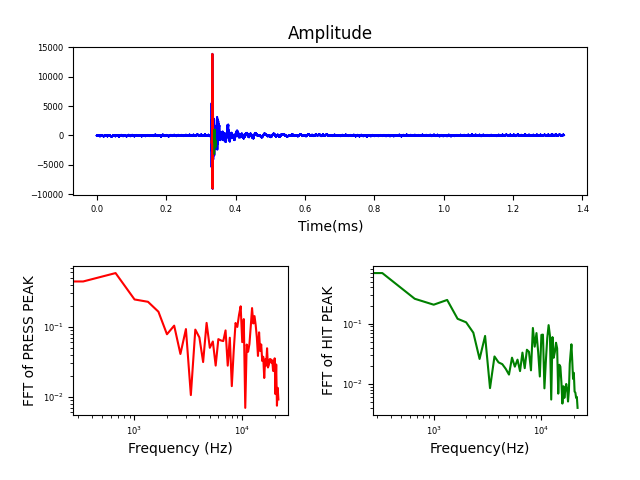 Amplitude
15000
10000
5000
0
−5000
−10000
0.0 0.2 0.4 0.6 0.8 1.0 1.2 1.4
Time(ms)
FFT of PRESS PEAK
10⁻¹
10⁻²
10³ 10⁴
Frequency (Hz)
FFT of HIT PEAK
10⁻¹
10⁻²
10³ 10⁴
Frequency(Hz)